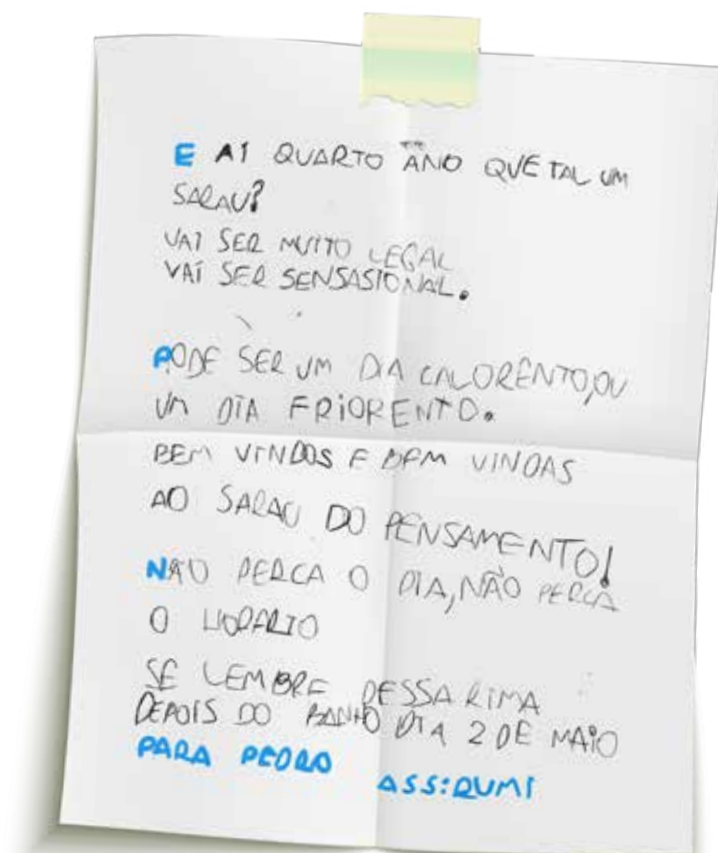 E AÍ QUARTO ANO QUE TAL UM
SARAU?
VAI SER MUITO LEGAL
VAI SER SENSASIONAL.
PODE SER UM DIA CALORENTO, OU
UM DIA FRIORENTO.
BEM VINDOS E BEM VINDAS
AO SARAU DO PENSAMENTO!
NÃO PERCA O DIA, NÃO PERCA
O HORARIO
SE LEMBRE DESSA RIMA
DEPOIS DO BANHO DIA 2 DE MAIO
PARA PEDRO ASS: RUMI